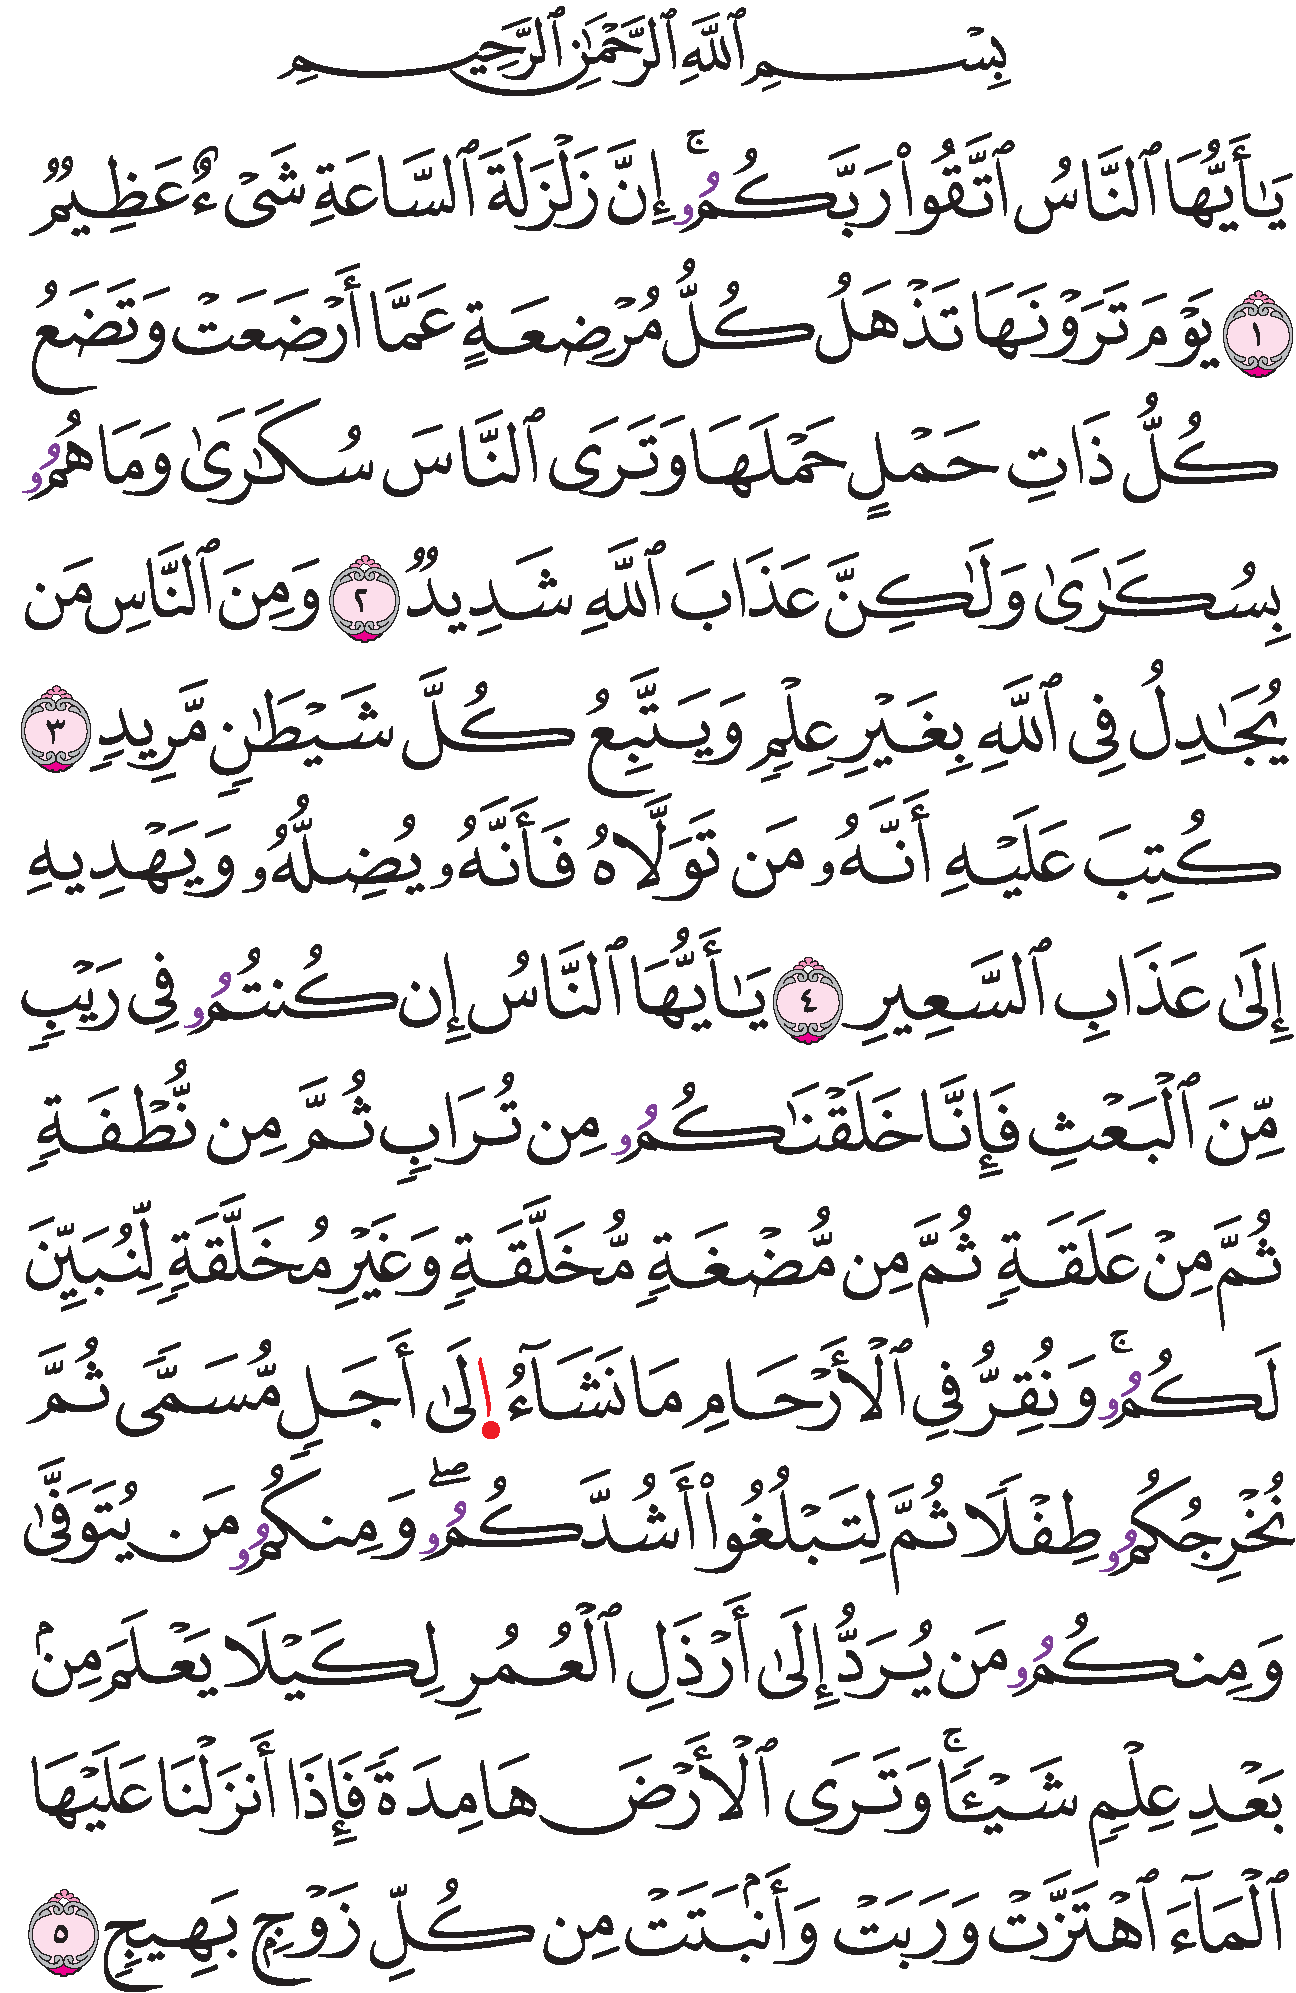 بِسۡمِ ٱللَّهِ ٱلرَّحۡمَٰنِ ٱلرَّحِيمِ
يَٰأَيُّهَا ٱلنَّاسُ ٱتَّقُواْ رَبَّكُمُۥۚ إِنَّ زَلۡزَلَةَ ٱلسَّاعَةِ شَيۡءٌ عَظِيمٞ
١ يَوۡمَ تَرَوۡنَهَا تَذۡهَلُ كُلُّ مُرۡضِعَةٍ عَمَّا أَرۡضَعَتۡ وَتَضَعُ
كُلُّ ذَاتِ حَمۡلٍ حَمۡلَهَا وَتَرَى ٱلنَّاسَ سُكَٰرَىٰ وَمَا هُمُۥ
بِسُكَٰرَىٰ وَلَٰكِنَّ عَذَابَ ٱللَّهِ شَدِيدٞ ٢ وَمِنَ ٱلنَّاسِ مَن
يُجَٰدِلُ فِي ٱللَّهِ بِغَيۡرِ عِلۡمٖ وَيَتَّبِعُ كُلَّ شَيۡطَٰنٖ مَّرِيدٖ ٣
كُتِبَ عَلَيۡهِ أَنَّهُۥ مَن تَوَلَّاهُ فَأَنَّهُۥ يُضِلُّهُۥ وَيَهۡدِيهِ
إِلَىٰ عَذَابِ ٱلسَّعِيرِ ٤ يَٰأَيُّهَا ٱلنَّاسُ إِن كُنتُمُۥ فِي رَيۡبٖ
مِّنَ ٱلۡبَعۡثِ فَإِنَّا خَلَقۡنَٰكُمُۥ مِن تُرَابٖ ثُمَّ مِن نُّطۡفَةٖ
ثُمَّ مِنۡ عَلَقَةٖ ثُمَّ مِن مُّضۡغَةٖ مُّخَلَّقَةٖ وَغَيۡرِ مُخَلَّقَةٖ لِّنُبَيِّنَ
لَكُمُۥۚ وَنُقِرُّ فِي ٱلۡأَرۡحَامِ مَا نَشَآءُ اِلَىٰ أَجَلٖ مُّسَمّٗى ثُمَّ
نُخۡرِجُكُمُۥ طِفۡلٗا ثُمَّ لِتَبۡلُغُواْ أَشُدَّكُمُۥۖ وَمِنكُمُۥ مَن يُتَوَفَّىٰ
وَمِنكُمُۥ مَن يُرَدُّ إِلَىٰ أَرۡذَلِ ٱلۡعُمُرِ لِكَيۡلَا يَعۡلَمَ مِنۢ
بَعۡدِ عِلۡمٖ شَيۡـٔٗاۚ وَتَرَى ٱلۡأَرۡضَ هَامِدَةٗ فَإِذَا أَنزَلۡنَا عَلَيۡهَا
ٱلۡمَآءَ ٱهۡتَزَّتۡ وَرَبَتۡ وَأَنۢبَتَتۡ مِن كُلِّ زَوۡجِۭ بَهِيجٖ ٥